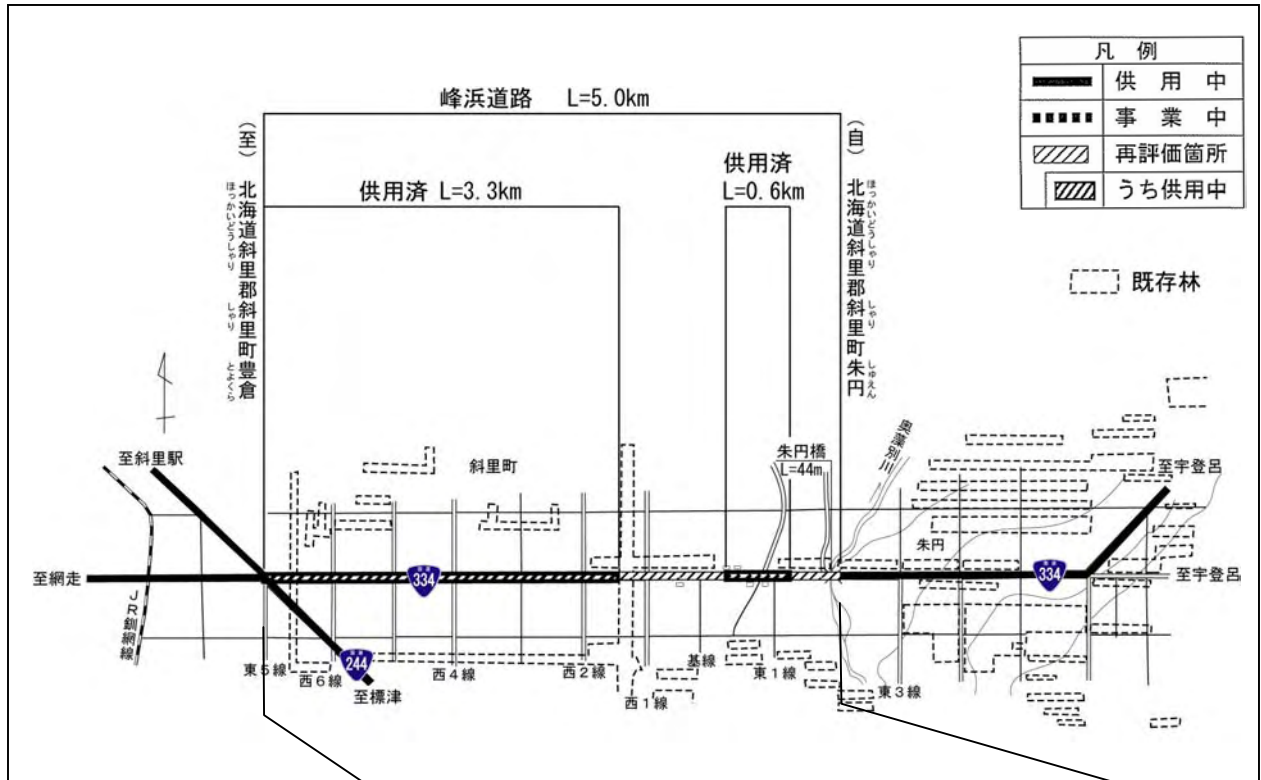 凡 例
供 用 中
事 業 中
再評価箇所
うち供用中
既存林
峰浜道路 L=5.0km
供用済 L=3.3km
供用済
L=0.6km
(至)北海道斜里郡斜里町豊倉
ほっかいどうしゃり しゃり とよくら
(自)北海道斜里郡斜里町朱円
ほっかいどうしゃり しゃり しゅえん
至斜里駅
斜里町
朱円橋
L=44m
奥蘂別川
至宇登呂
朱円
至網走
334
334
至宇登呂
JR釧網線
244
至標津
東5線
西6線
西4線
西2線
西1線
基線
東1線
東3線